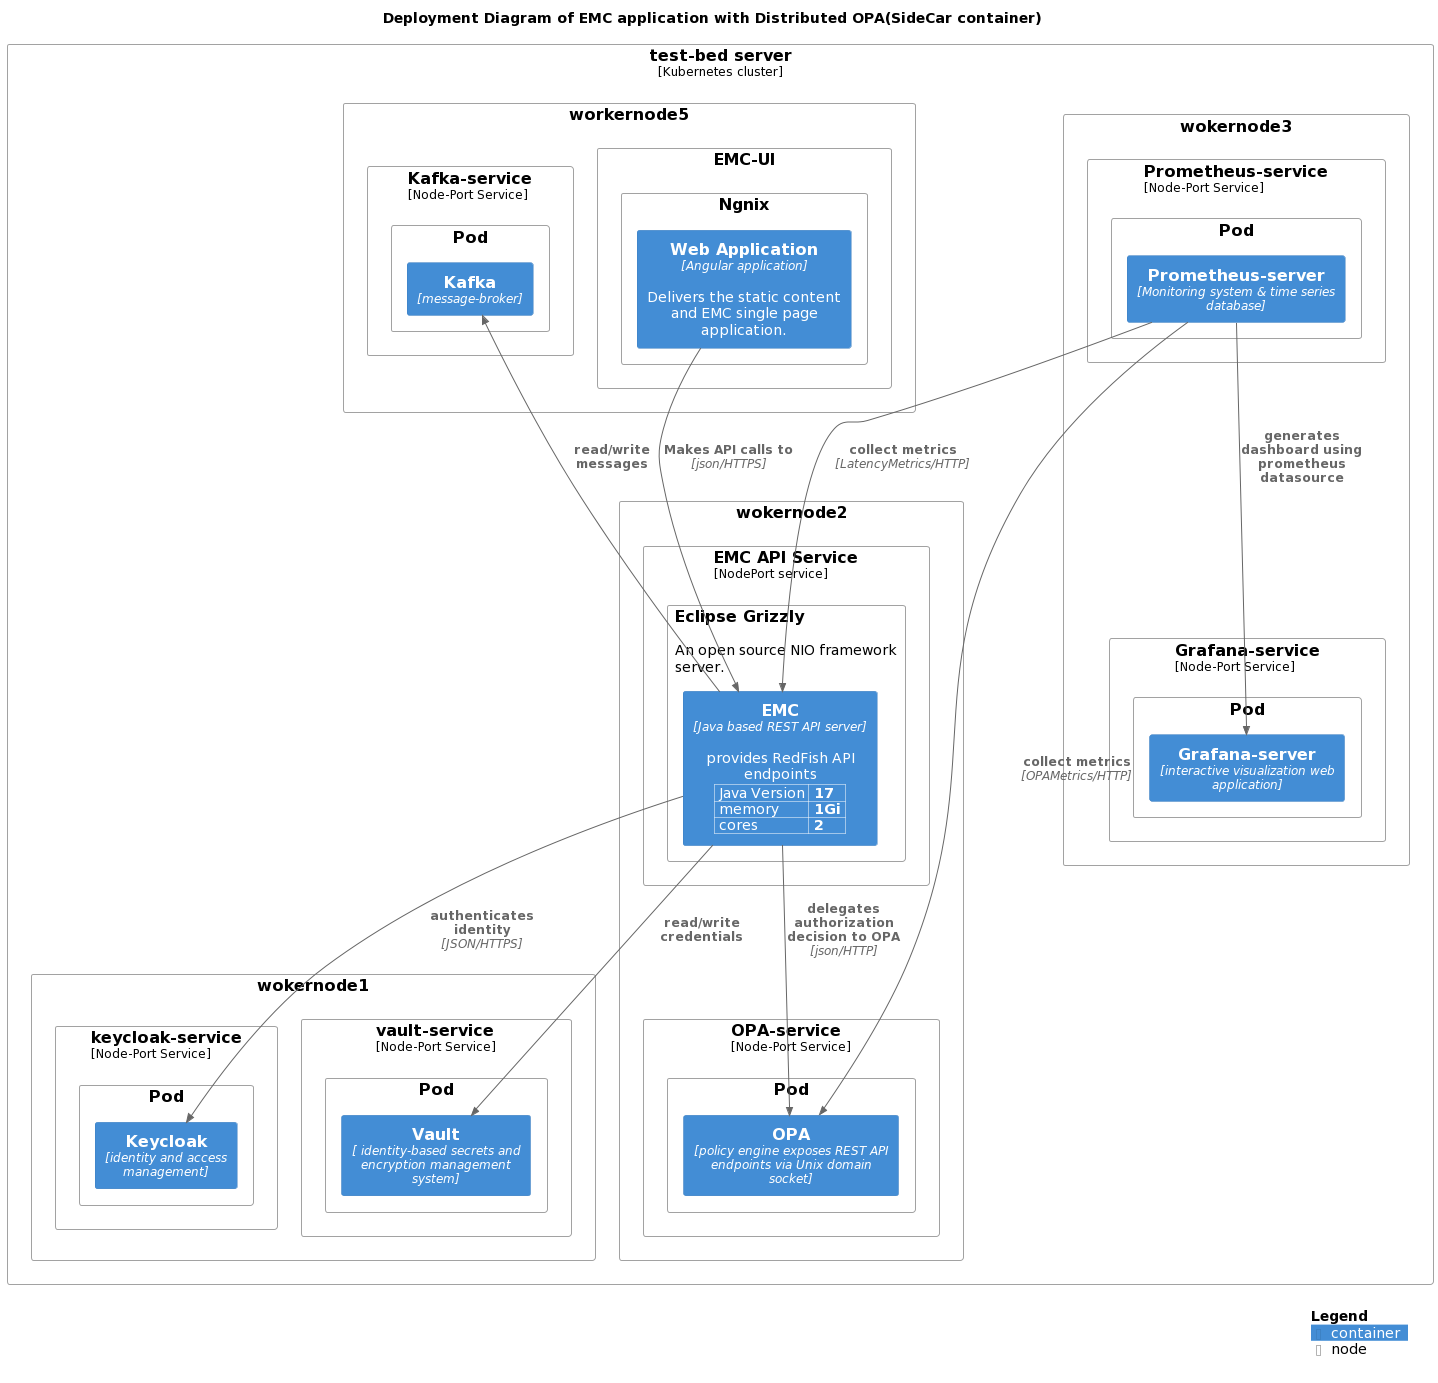 Deployment Diagram of EMC application with Distributed OPA(SideCar container)
test-bed server
[Kubernetes cluster]
workernode5
Kafka-service
[Node-Port Service]
Pod
Kafka
[message-broker]
EMC-UI
Ngnix
Web Application
[Angular application]
Delivers the static content
and EMC single page
application.
wokernode3
Prometheus-service
[Node-Port Service]
Pod
Prometheus-server
[Monitoring system & time series
database]
read/write
messages
Makes API calls to
[json/HTTPS]
collect metrics
[LatencyMetrics/HTTP]
generates
dashboard using
prometheus
datasource
wokernode2
EMC API Service
[NodePort service]
Eclipse Grizzly
An open source NIO framework
server.
EMC
[Java based REST API server]
provides RedFish API
endpoints
Java Version 17
memory 1Gi
cores 2
Grafana-service
[Node-Port Service]
Pod
Grafana-server
[interactive visualization web
application]
collect metrics
[OPAMetrics/HTTP]
authenticates
identity
[JSON/HTTPS]
read/write
credentials
delegates
authorization
decision to OPA
[json/HTTP]
wokernode1
keycloak-service
[Node-Port Service]
Pod
Keycloak
[identity and access
management]
vault-service
[Node-Port Service]
Pod
Vault
[ identity-based secrets and
encryption management
system]
OPA-service
[Node-Port Service]
Pod
OPA
[policy engine exposes REST API
endpoints via Unix domain
socket]
Legend
container
node